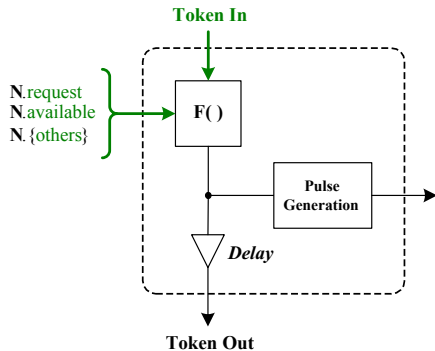 Token In
N.request
N.available
N.{others}
F( )
Pulse
Generation
Delay
Token Out